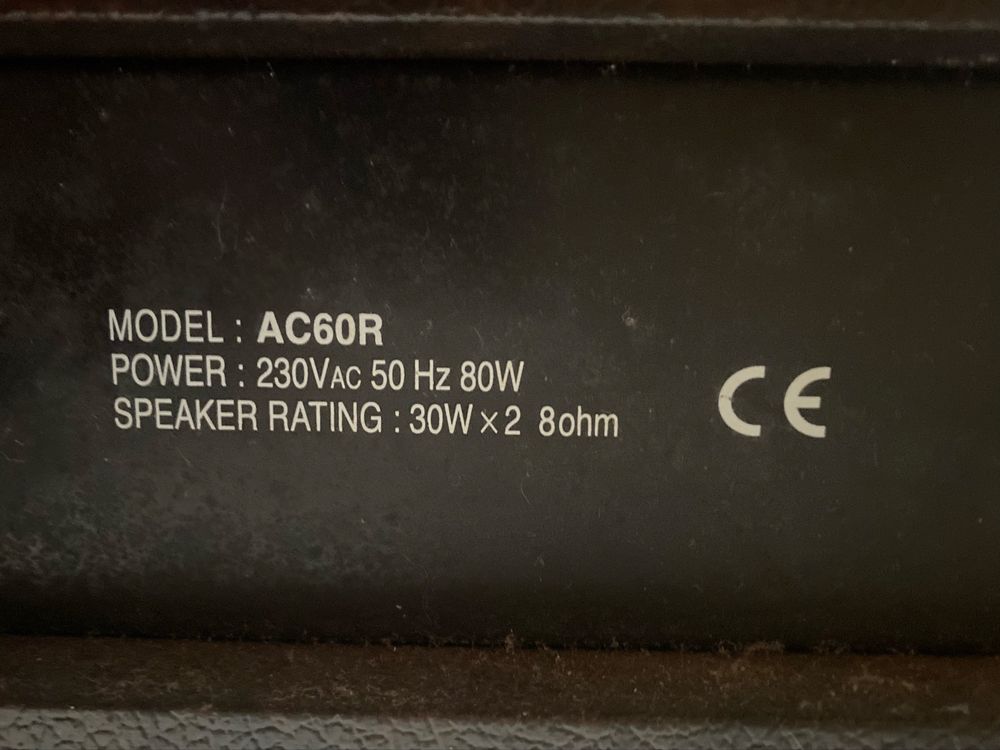 MODEL : AC60R
POWER : 230VAC 50 Hz 80W
SPEAKER RATING : 30W×2 8ohm
CE